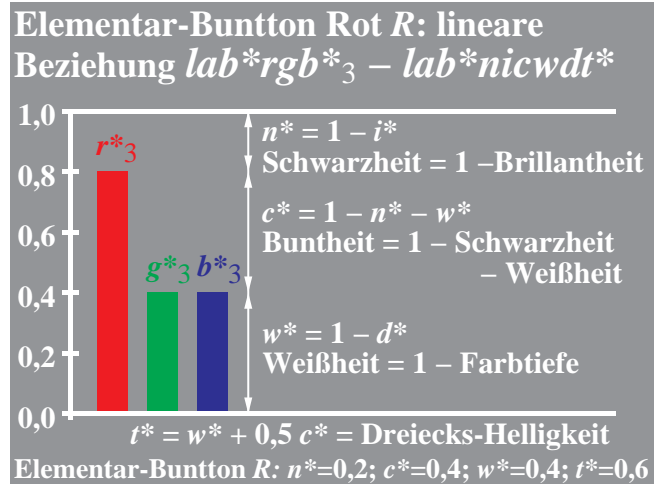 Elementar-Buntton Rot R: lineare
Beziehung lab*rgb*3 – lab*nicwdt*
1,0
n* = 1 – i*
r*3
Schwarzheit = 1 –Brillantheit
0,8
c* = 1 – n* – w*
0,6
Buntheit = 1 – Schwarzheit
g*3 b*3
– Weißheit
0,4
w* = 1 – d*
0,2
Weißheit = 1 – Farbtiefe
0,0
t* = w* + 0,5 c* = Dreiecks-Helligkeit
Elementar-Buntton R: n*=0,2; c*=0,4; w*=0,4; t*=0,6